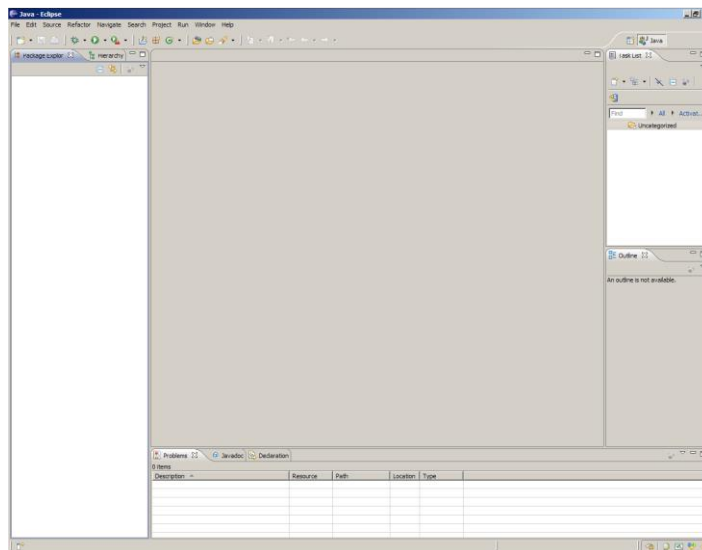 Java - Eclipse
File Edit Source Refactor Navigate Search Project Run Window Help
Java
Package Explor Hierarchy
Task List
Find All Activat...
Uncategorized
Outline
An outline is not available.
Problems Javadoc Declaration
0 items
Description Resource Path Location Type